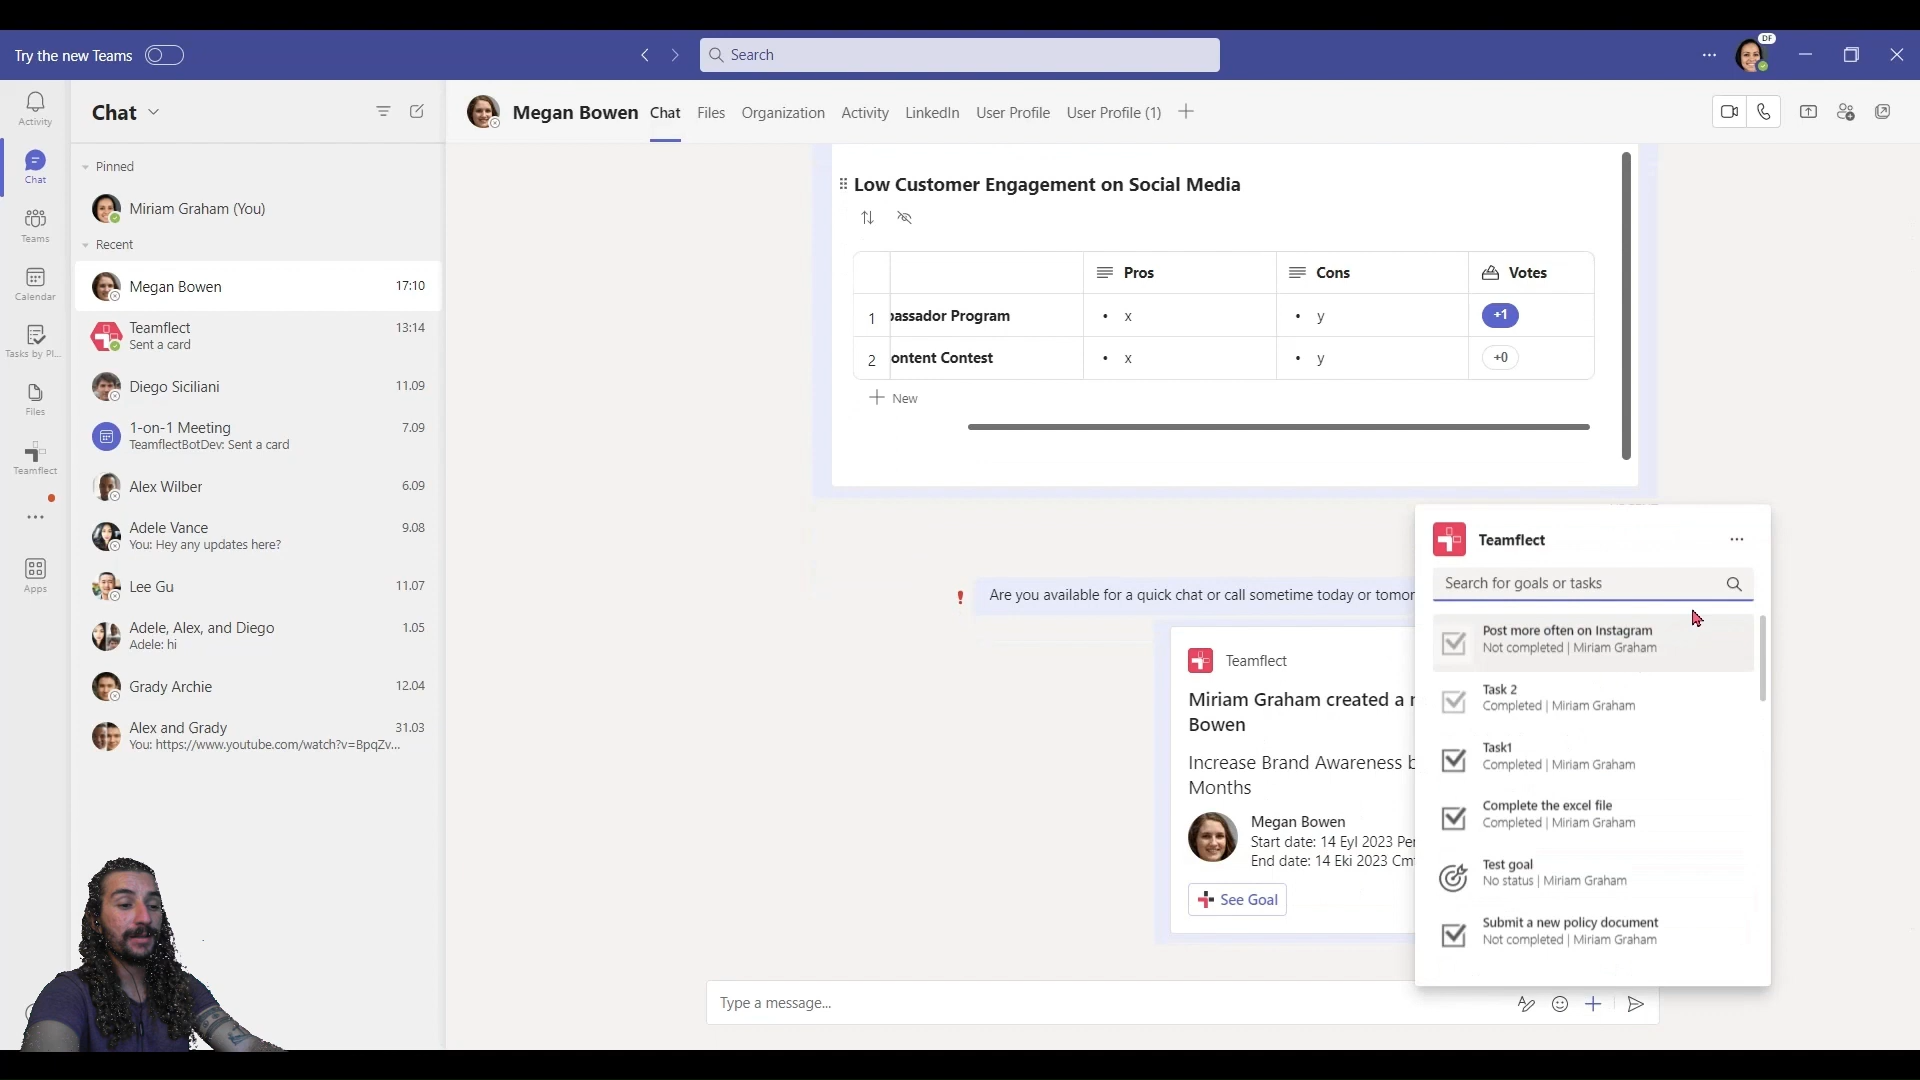 Try the new Teams
Search
DF
Activity
Chat
Teams
Calendar
Tasks by Pl...
Files
Teamflect
Apps
Chat
Pinned
Miriam Graham (You)
Recent
Megan Bowen 17:10
Teamflect 13:14
Sent a card
Diego Siciliani 11.09
1-on-1 Meeting 7.09
TeamflectBotDev: Sent a card
Alex Wilber 6.09
Adele Vance 9.08
You: Hey any updates here?
Lee Gu 11.07
Adele, Alex, and Diego 1.05
Adele: hi
Grady Archie 12.04
Alex and Grady 31.03
You: https://www.youtube.com/watch?v=BpqZv...
Megan Bowen Chat Files Organization Activity LinkedIn User Profile User Profile (1)
Low Customer Engagement on Social Media
Pros Cons Votes
1 bassador Program • x • y +1
2 ontent Contest • x • y +0
New
Are you available for a quick chat or call sometime today or tomor
Teamflect
Miriam Graham created a
Bowen
Increase Brand Awareness
Months
Megan Bowen
Start date: 14 Eyl 2023 Per
End date: 14 Eki 2023 Cmt
See Goal
Type a message...
Teamflect
Search for goals or tasks
Post more often on Instagram
Not completed | Miriam Graham
Task 2
Completed | Miriam Graham
Task1
Completed | Miriam Graham
Complete the excel file
Completed | Miriam Graham
Test goal
No status | Miriam Graham
Submit a new policy document
Not completed | Miriam Graham